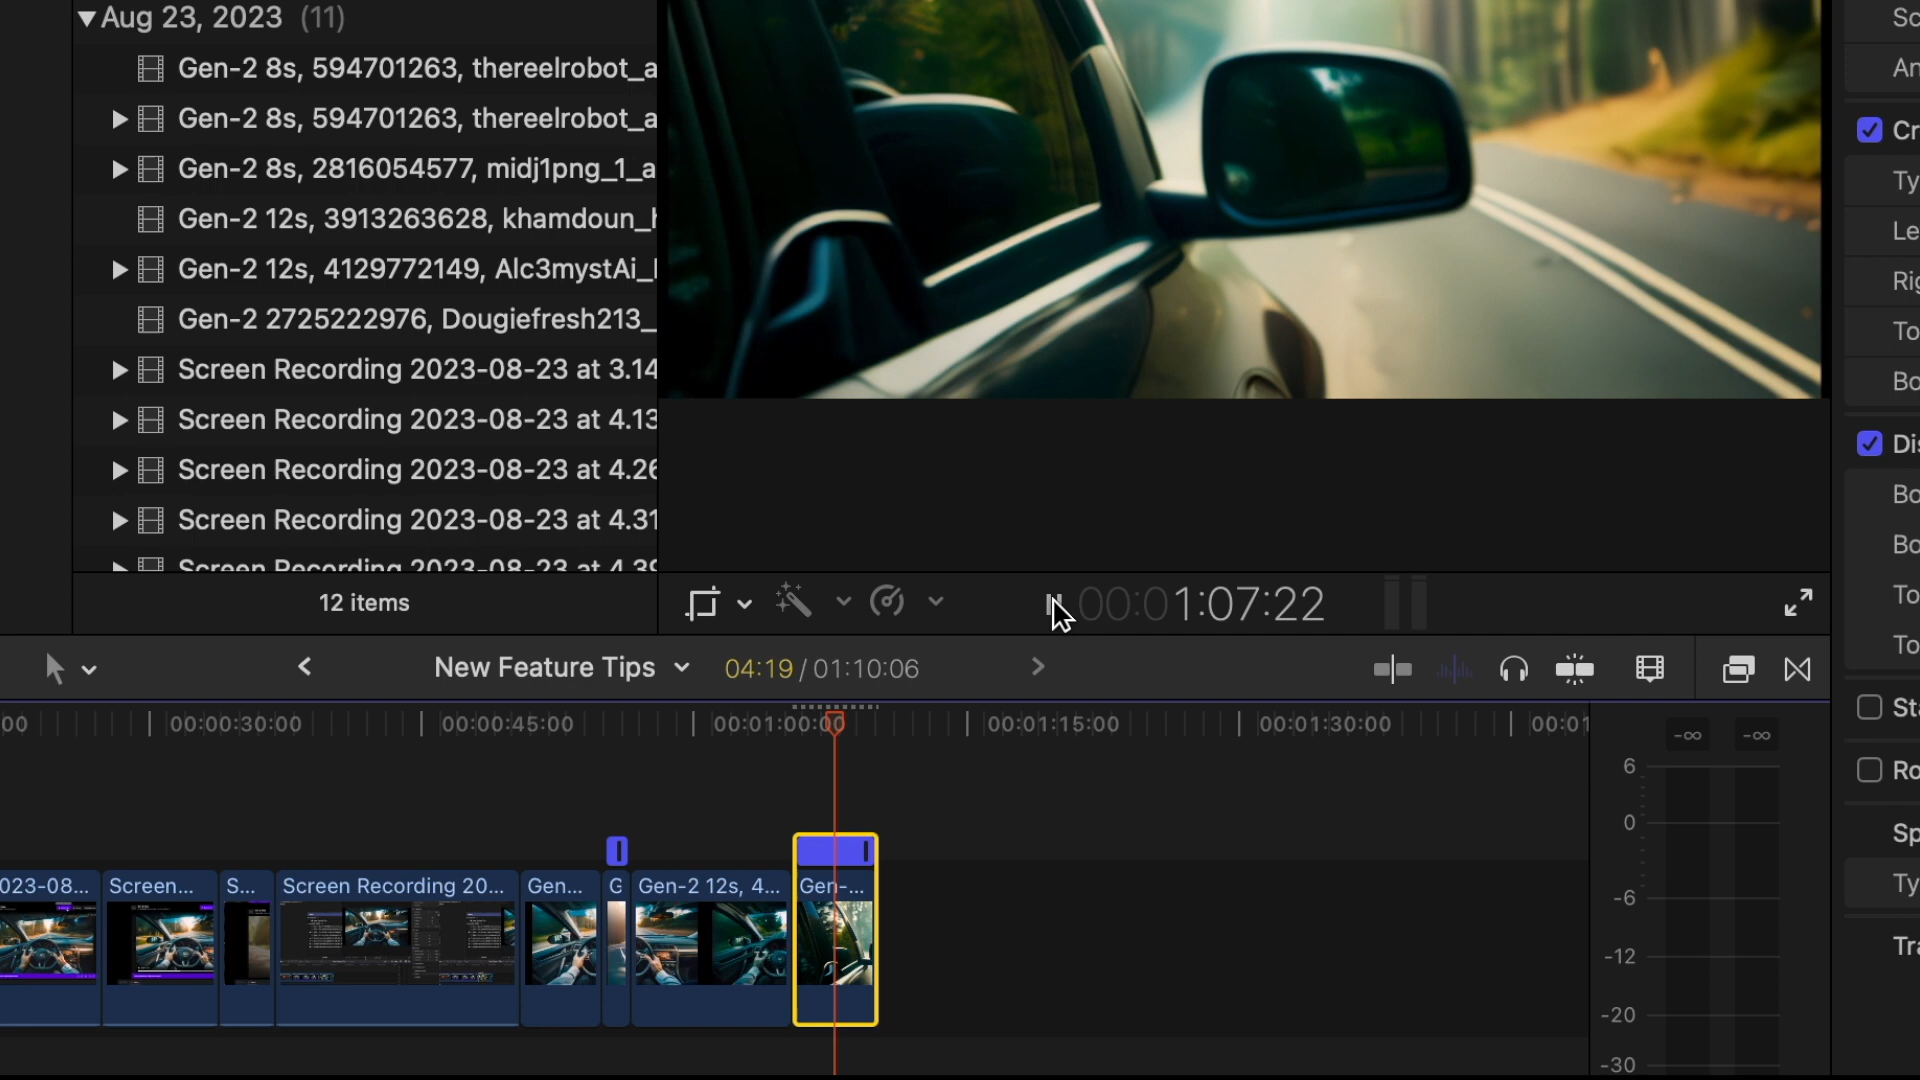 Aug 23, 2023 (11)
Gen-2 8s, 594701263, thereelrobot_a
Gen-2 8s, 594701263, thereelrobot_a
Gen-2 8s, 2816054577, midj1png_1_a
Gen-2 12s, 3913263628, khamdoun_
Gen-2 12s, 4129772149, Alc3mystAi_
Gen-2 2725222976, Dougiefresh213_
Screen Recording 2023-08-23 at 3.14
Screen Recording 2023-08-23 at 4.13
Screen Recording 2023-08-23 at 4.26
Screen Recording 2023-08-23 at 4.31
Screen Recording 2023-08-23 at 4.39
12 items
00:01:07:22
New Feature Tips
04:19 / 01:10:06
00
00:00:30:00
00:00:45:00
00:01:00:00
00:01:15:00
00:01:30:00
00:01
023-08...
Screen...
S...
Screen Recording 20...
Gen...
G
Gen-2 12s, 4...
Gen-...
-∞
-∞
6
0
-6
-12
-20
-30
Sc
An
Cr
Ty
Le
Rig
To
Bo
Dis
Bo
Bo
To
To
Sta
Ro
Sp
Ty
Tra